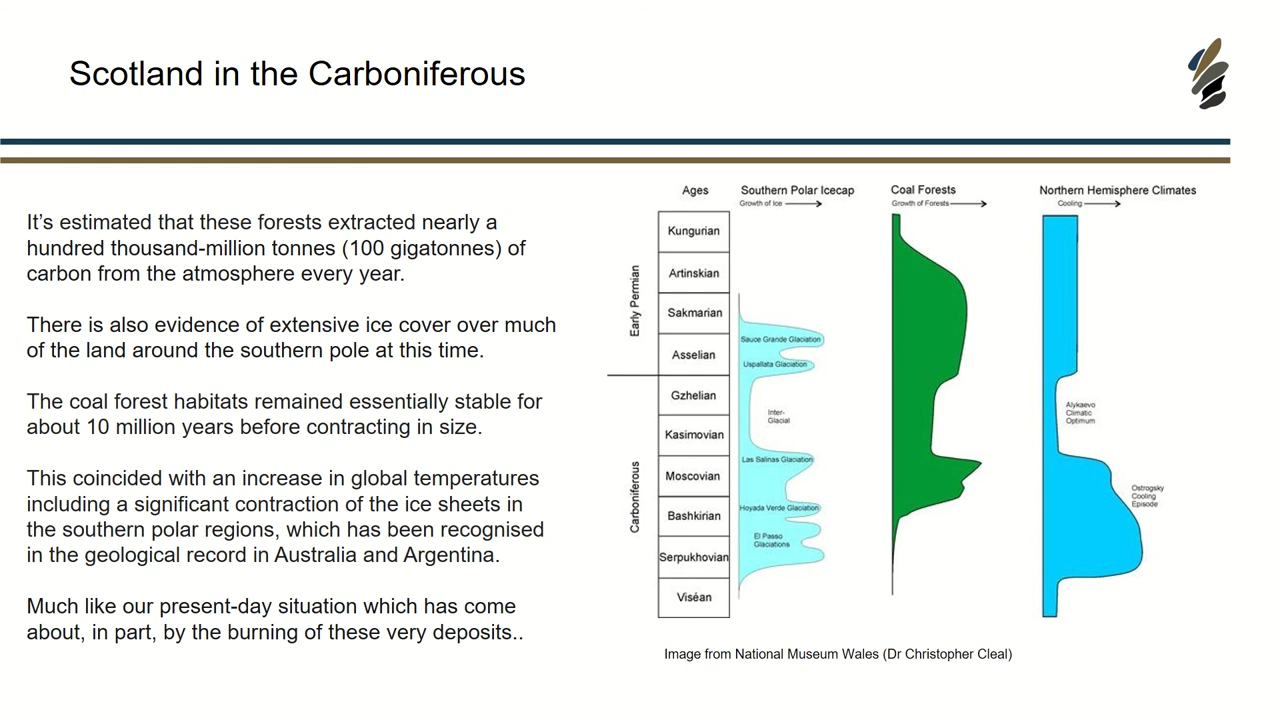 Scotland in the Carboniferous
It’s estimated that these forests extracted nearly a
hundred thousand-million tonnes (100 gigatonnes) of
carbon from the atmosphere every year.
There is also evidence of extensive ice cover over much
of the land around the southern pole at this time.
The coal forest habitats remained essentially stable for
about 10 million years before contracting in size.
This coincided with an increase in global temperatures
including a significant contraction of the ice sheets in
the southern polar regions, which has been recognised
in the geological record in Australia and Argentina.
Much like our present-day situation which has come
about, in part, by the burning of these very deposits..
Ages
Southern Polar Icecap
Coal Forests
Northern Hemisphere Climates
Growth of Ice
Growth of Forests
Cooling
Early Permian
Carboniferous
Kungurian
Artinskian
Sakmarian
Asselian
Gzhelian
Kasimovian
Moscovian
Bashkirian
Serpukhovian
Viséan
Sauce Grande Glaciation
Uspallata Glaciation
Inter-
Glacial
Las Salinas Glaciation
Hoyada Verde Glaciation
El Paso
Glaciations
Alykaevo
Climatic
Optimum
Ostrogsky
Cooling
Episode
Image from National Museum Wales (Dr Christopher Cleal)